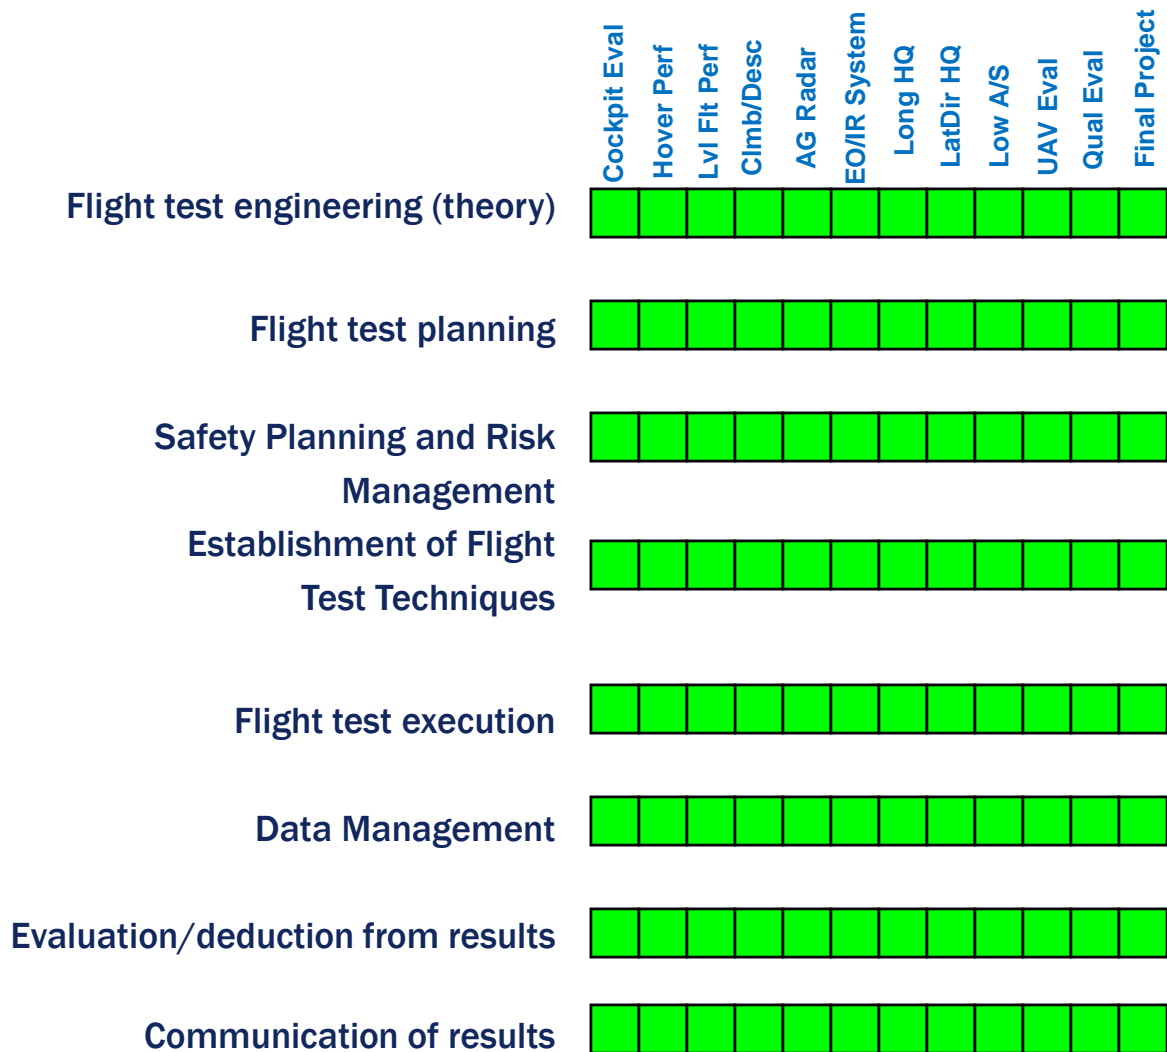 Cockpit Eval
Hover Perf
Lvl Flt Perf
Clmb/Desc
AG Radar
EO/IR System
Long HQ
LatDir HQ
Low A/S
UAV Eval
Qual Eval
Final Project
Flight test engineering (theory)
Flight test planning
Safety Planning and Risk
Management
Establishment of Flight
Test Techniques
Flight test execution
Data Management
Evaluation/deduction from results
Communication of results